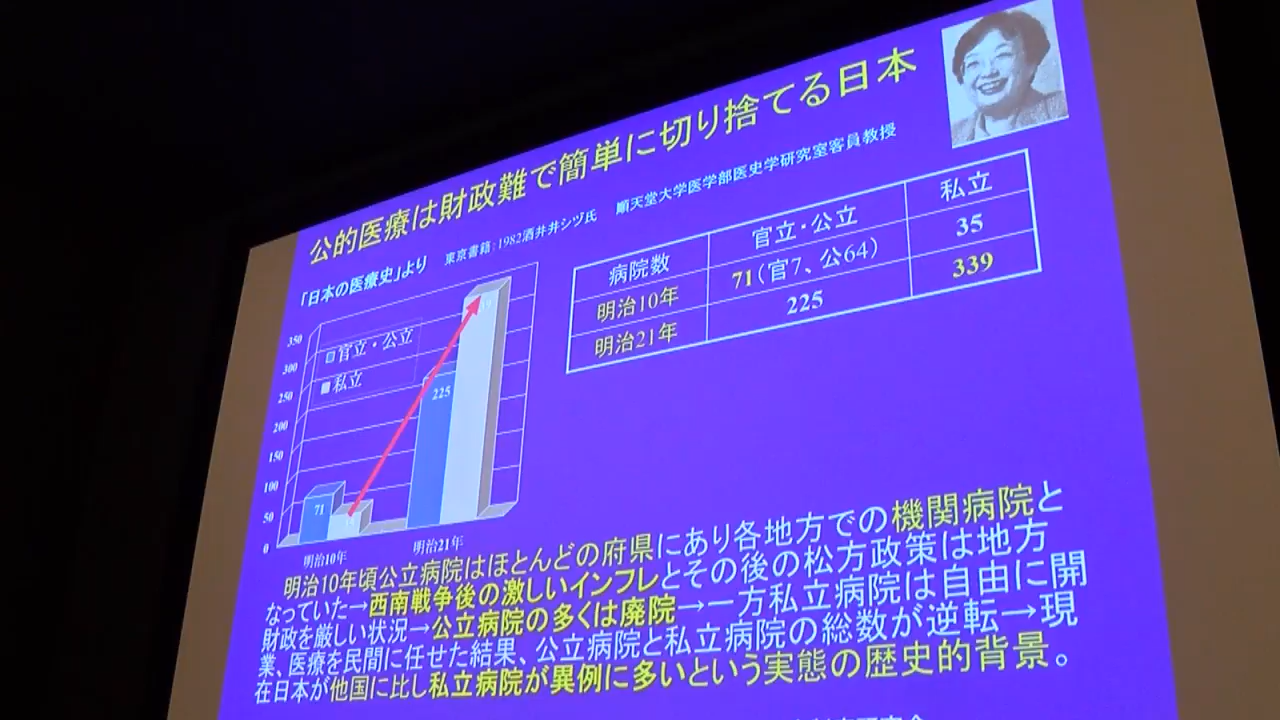 公的医療は財政難で簡単に切り捨てる日本
「日本の医療史」より 東京書籍:1982酒井井シヅ氏 順天堂大学医学部医史学研究室客員教授
病院数 官立・公立 私立
明治10年 71(官7、公64) 35
明治21年 225 339
350
300
250
200
150
100
50
0
官立・公立
私立
71
225
明治10年
明治21年
明治10年頃公立病院はほとんどの府県にあり各地方での機関病院と
なっていた→西南戦争後の激しいインフレとその後の松方政策は地方
財政を厳しい状況→公立病院の多くは廃院→一方私立病院は自由に開
業、医療を民間に任せた結果、公立病院と私立病院の総数が逆転→現
在日本が他国に比し私立病院が異例に多いという実態の歴史的背景。